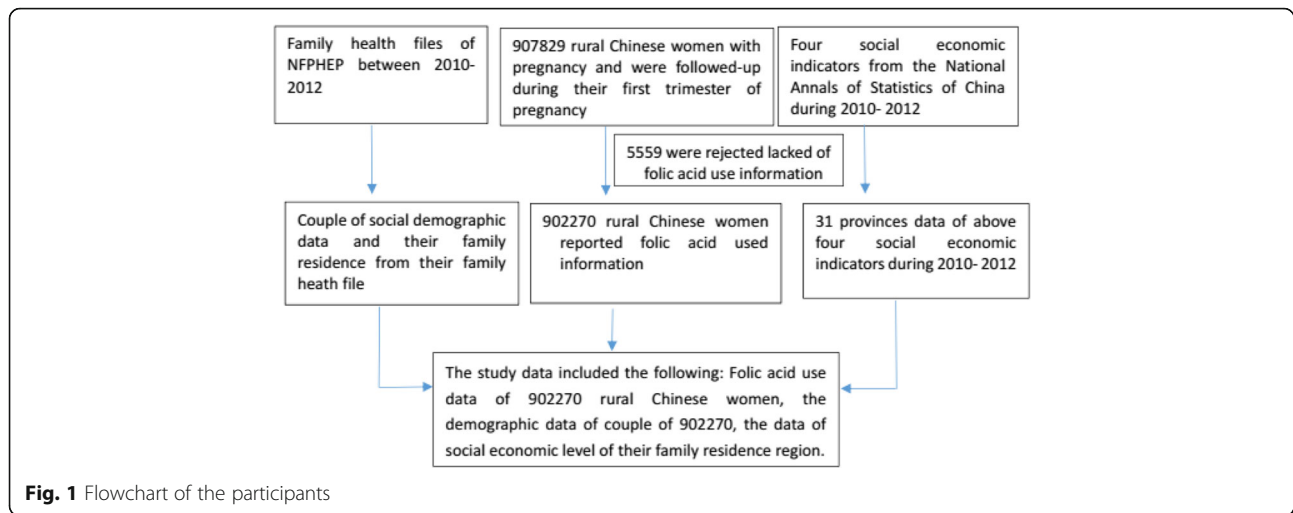 Family health files of
NFPHEP between 2010-
2012
907829 rural Chinese women with
pregnancy and were followed-up
during their first trimester of
pregnancy
Four social economic
indicators from the National
Annals of Statistics of China
during 2010- 2012
5559 were rejected lacked of
folic acid use information
Couple of social demographic
data and their family
residence from their family
heath file
902270 rural Chinese women
reported folic acid used
information
31 provinces data of above
four social economic
indicators during 2010- 2012
The study data included the following: Folic acid use
data of 902270 rural Chinese women, the
demographic data of couple of 902270, the data of
social economic level of their family residence region.
Fig. 1 Flowchart of the participants